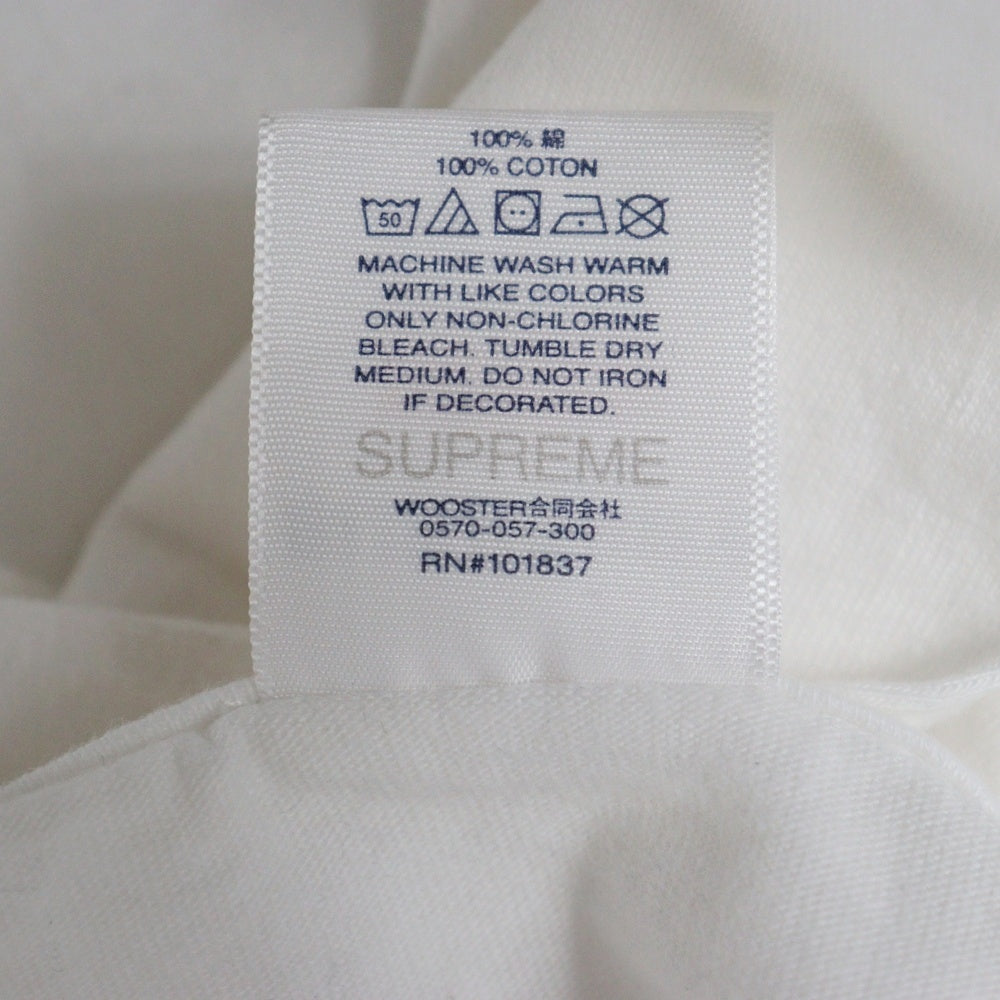 100% 綿
100% COTON
50
MACHINE WASH WARM
WITH LIKE COLORS
ONLY NON-CHLORINE
BLEACH. TUMBLE DRY
MEDIUM. DO NOT IRON
IF DECORATED.
SUPREME
WOOSTER合同会社
0570-057-300
RN#101837